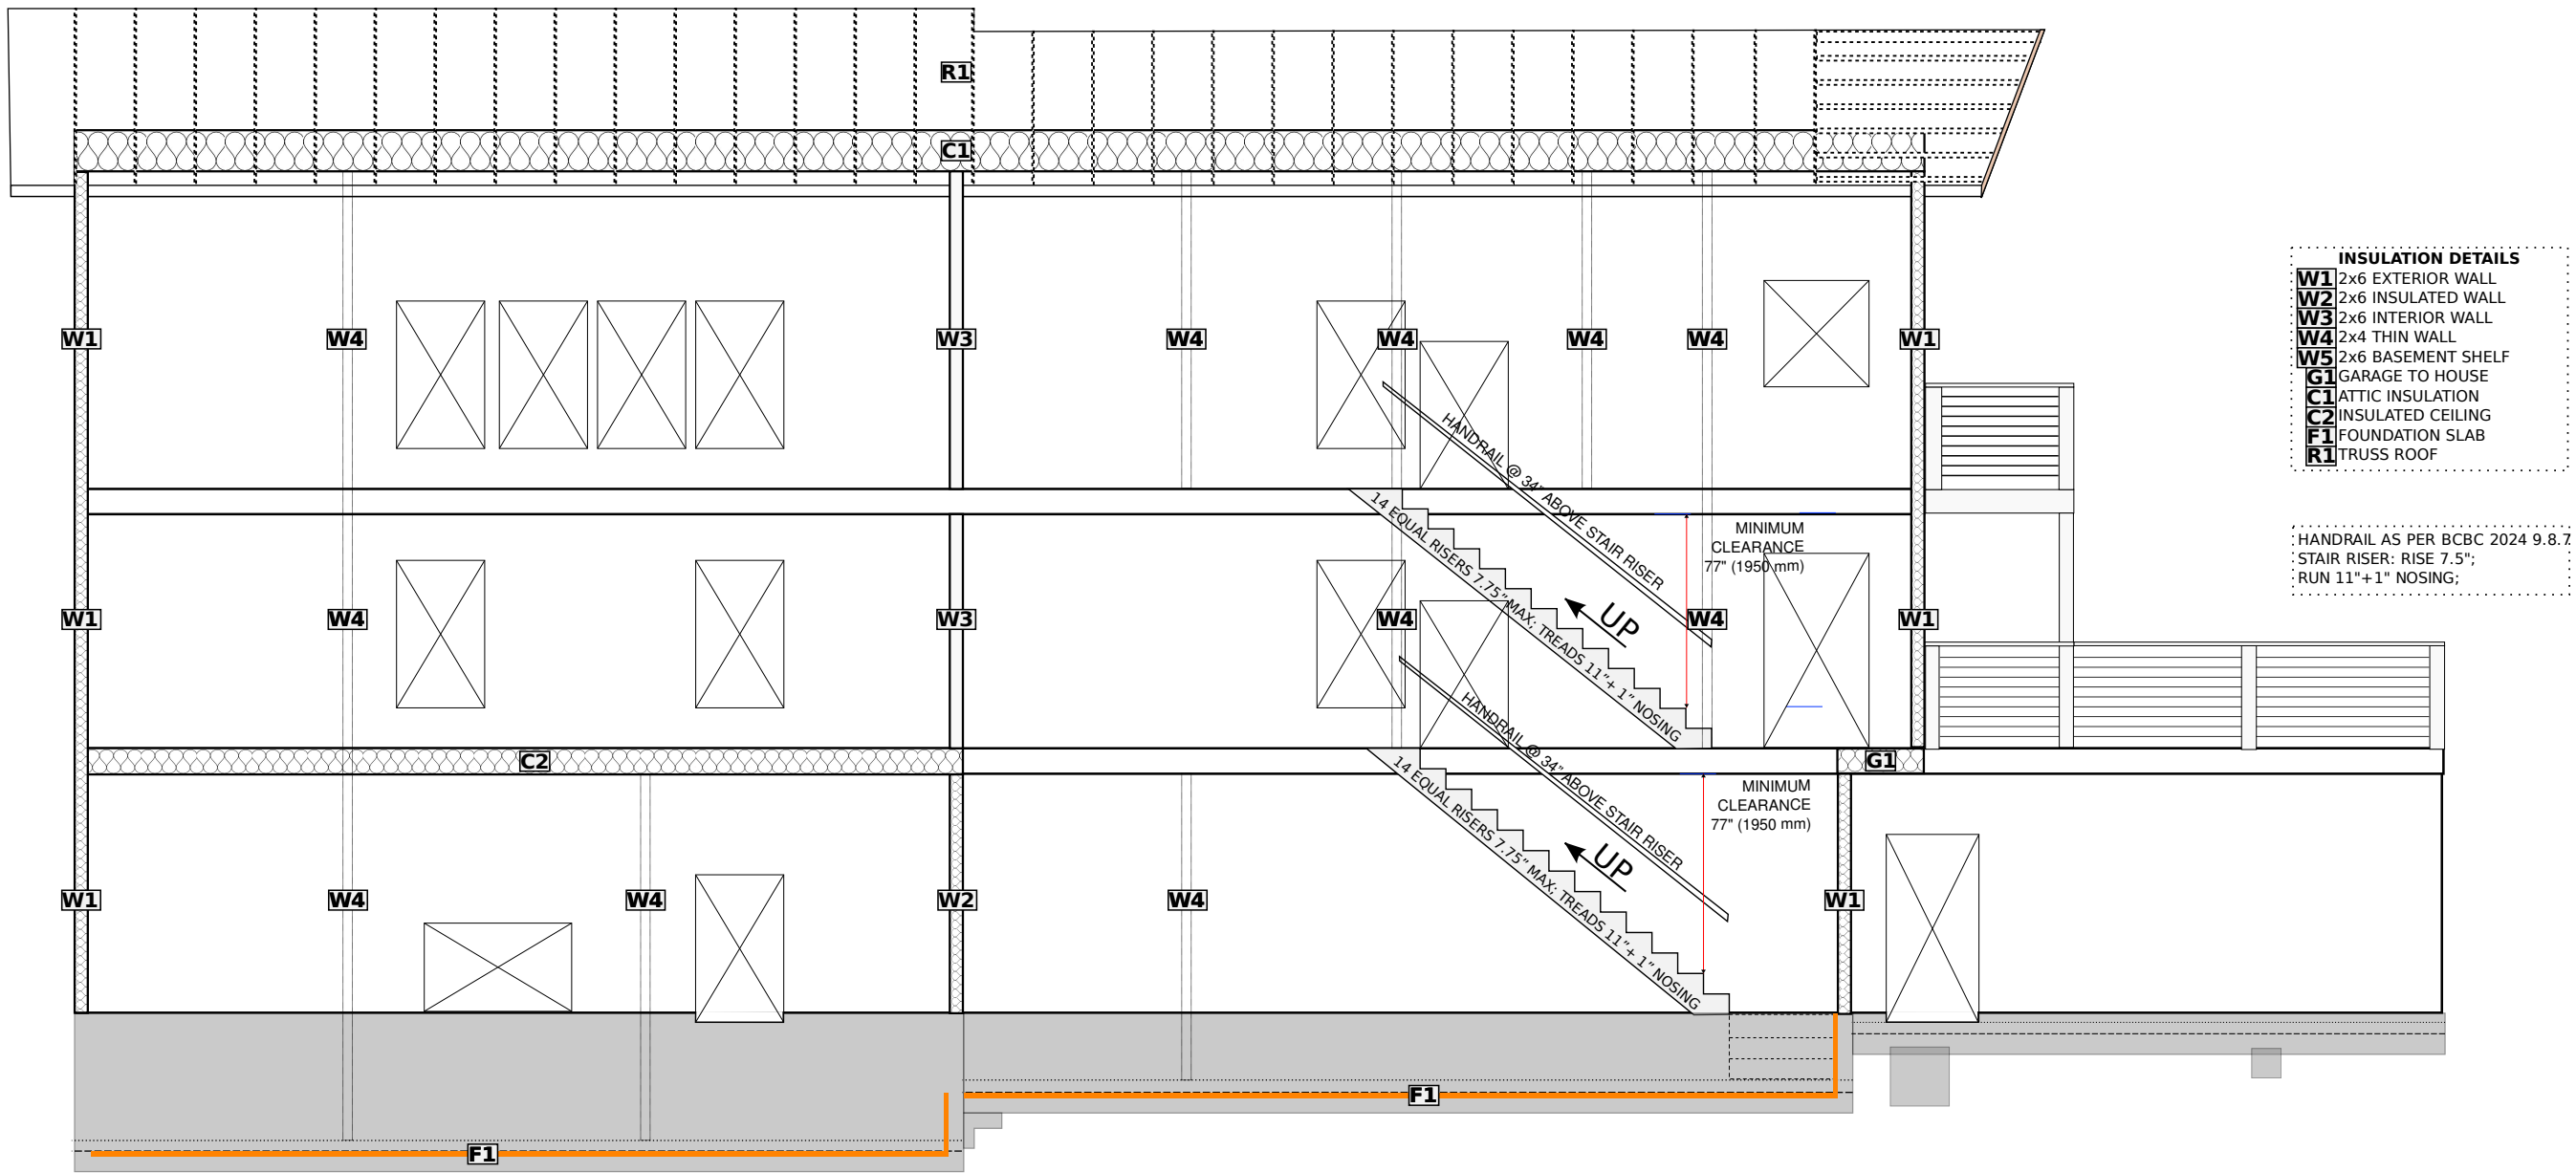 R1
C1
INSULATION DETAILS
W1 2x6 EXTERIOR WALL
W2 2x6 INSULATED WALL
W3 2x6 INTERIOR WALL
W4 2x4 THIN WALL
W5 2x6 BASEMENT SHELF
G1 GARAGE TO HOUSE
C1 ATTIC INSULATION
C2 INSULATED CEILING
F1 FOUNDATION SLAB
R1 TRUSS ROOF
W1
W4
W3
W4
W4
W4
W4
W1
HANDRAIL @ 34" ABOVE STAIR RISER
14 EQUAL RISERS 7.75" MAX; TREADS 11"+ 1" NOSING
UP
MINIMUM
CLEARANCE
77" (1950 mm)
HANDRAIL AS PER BCBC 2024 9.8.7
STAIR RISER: RISE 7.5";
RUN 11"+1" NOSING;
W1
W4
W3
W4
W4
W1
C2
G1
HANDRAIL @ 34" ABOVE STAIR RISER
14 EQUAL RISERS 7.75" MAX; TREADS 11"+ 1" NOSING
UP
MINIMUM
CLEARANCE
77" (1950 mm)
W1
W4
W4
W2
W4
W1
F1
F1